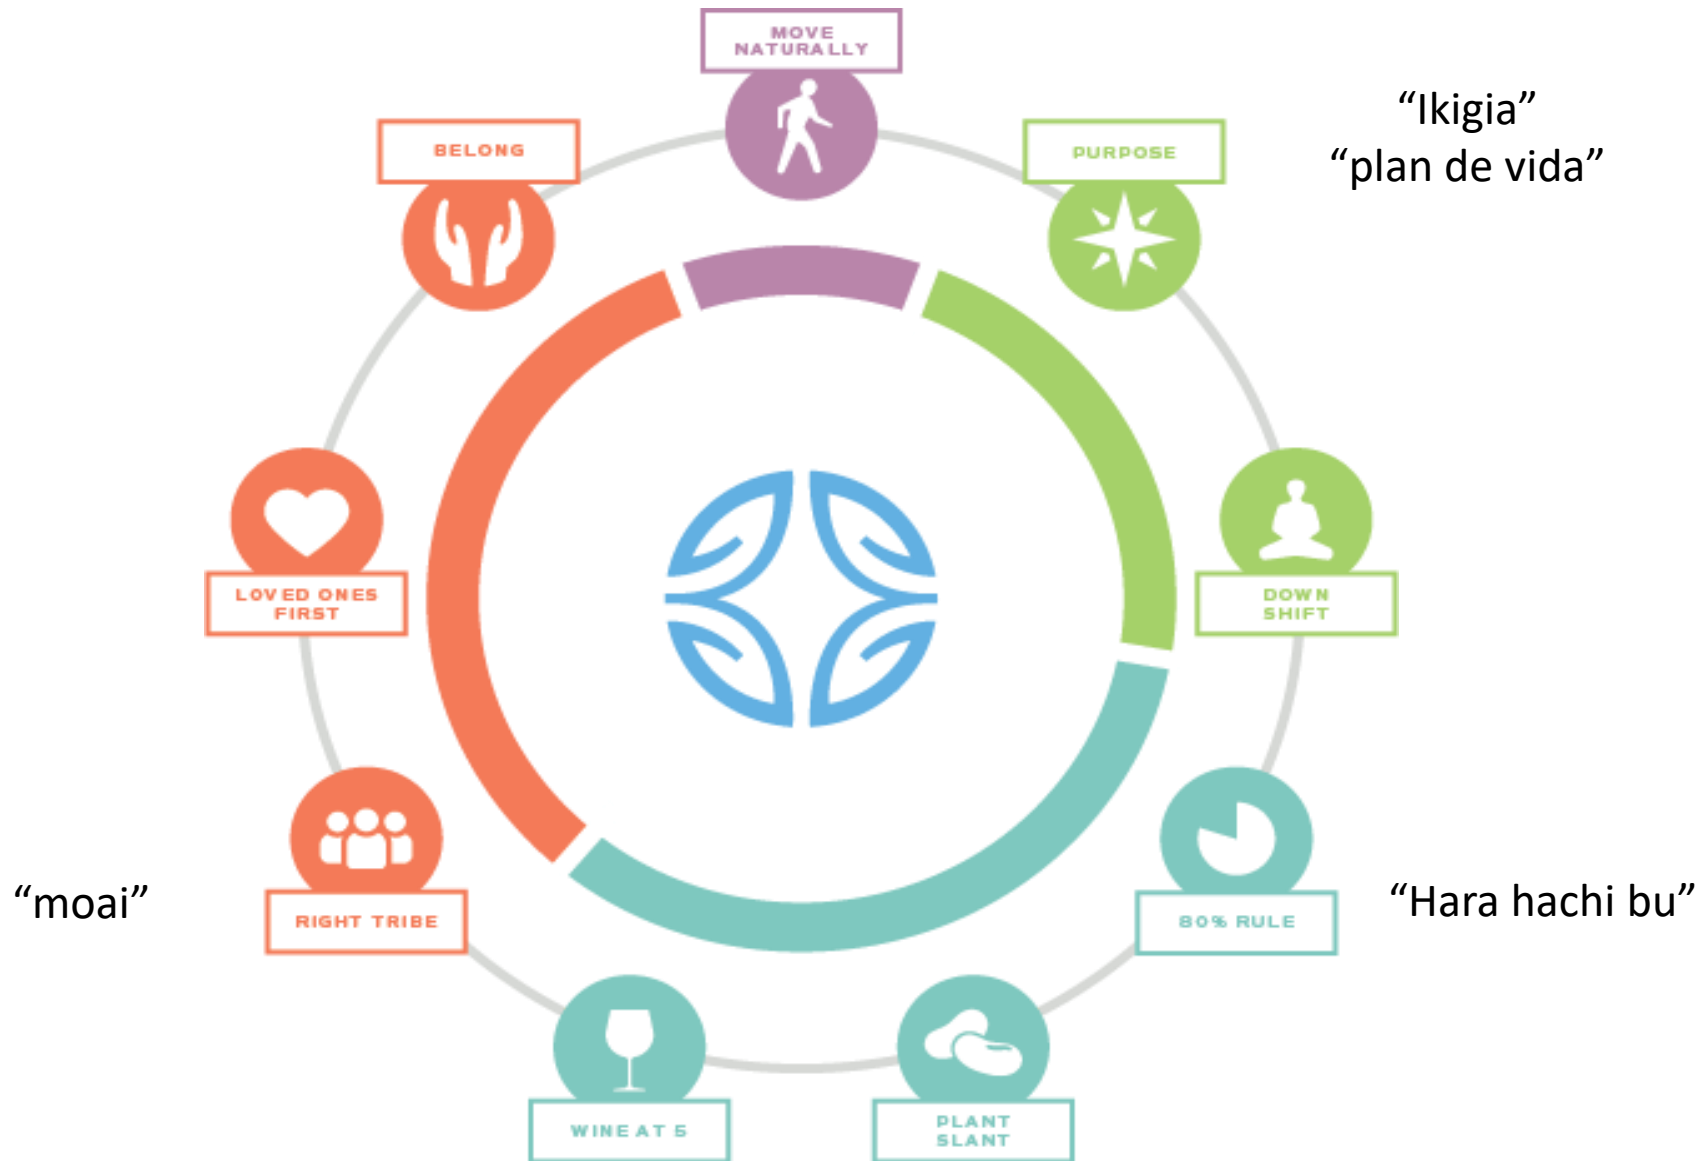 MOVE
NATURALLY
“Ikigia”
“plan de vida”
BELONG
PURPOSE
LOVED ONES
FIRST
DOWN
SHIFT
“moai”
RIGHT TRIBE
80% RULE
“Hara hachi bu”
WINE AT 5
PLANT
SLANT